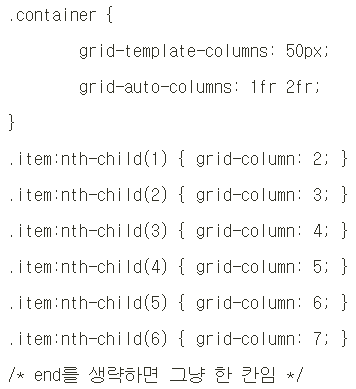 .container {
        grid-template-columns: 50px;
        grid-auto-columns: 1fr 2fr;
}
.item:nth-child(1) { grid-column: 2; }
.item:nth-child(2) { grid-column: 3; }
.item:nth-child(3) { grid-column: 4; }
.item:nth-child(4) { grid-column: 5; }
.item:nth-child(5) { grid-column: 6; }
.item:nth-child(6) { grid-column: 7; }
/* end를 생략하면 그냥 한 칸임 */